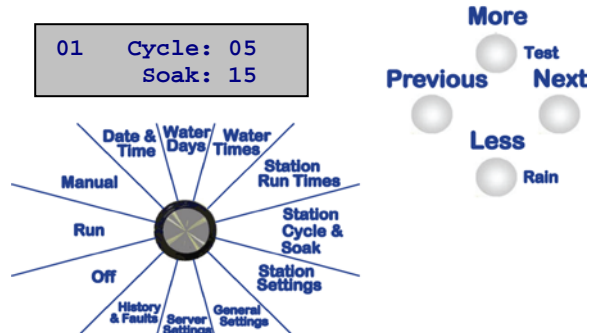 01 Cycle: 05
Soak: 15
More
Test
Previous
Next
Less
Rain
Date &
Time
Water
Days
Water
Times
Station
Run Times
Station
Cycle &
Soak
Station
Settings
General
Settings
Server
Settings
History
& Faults
Off
Run
Manual